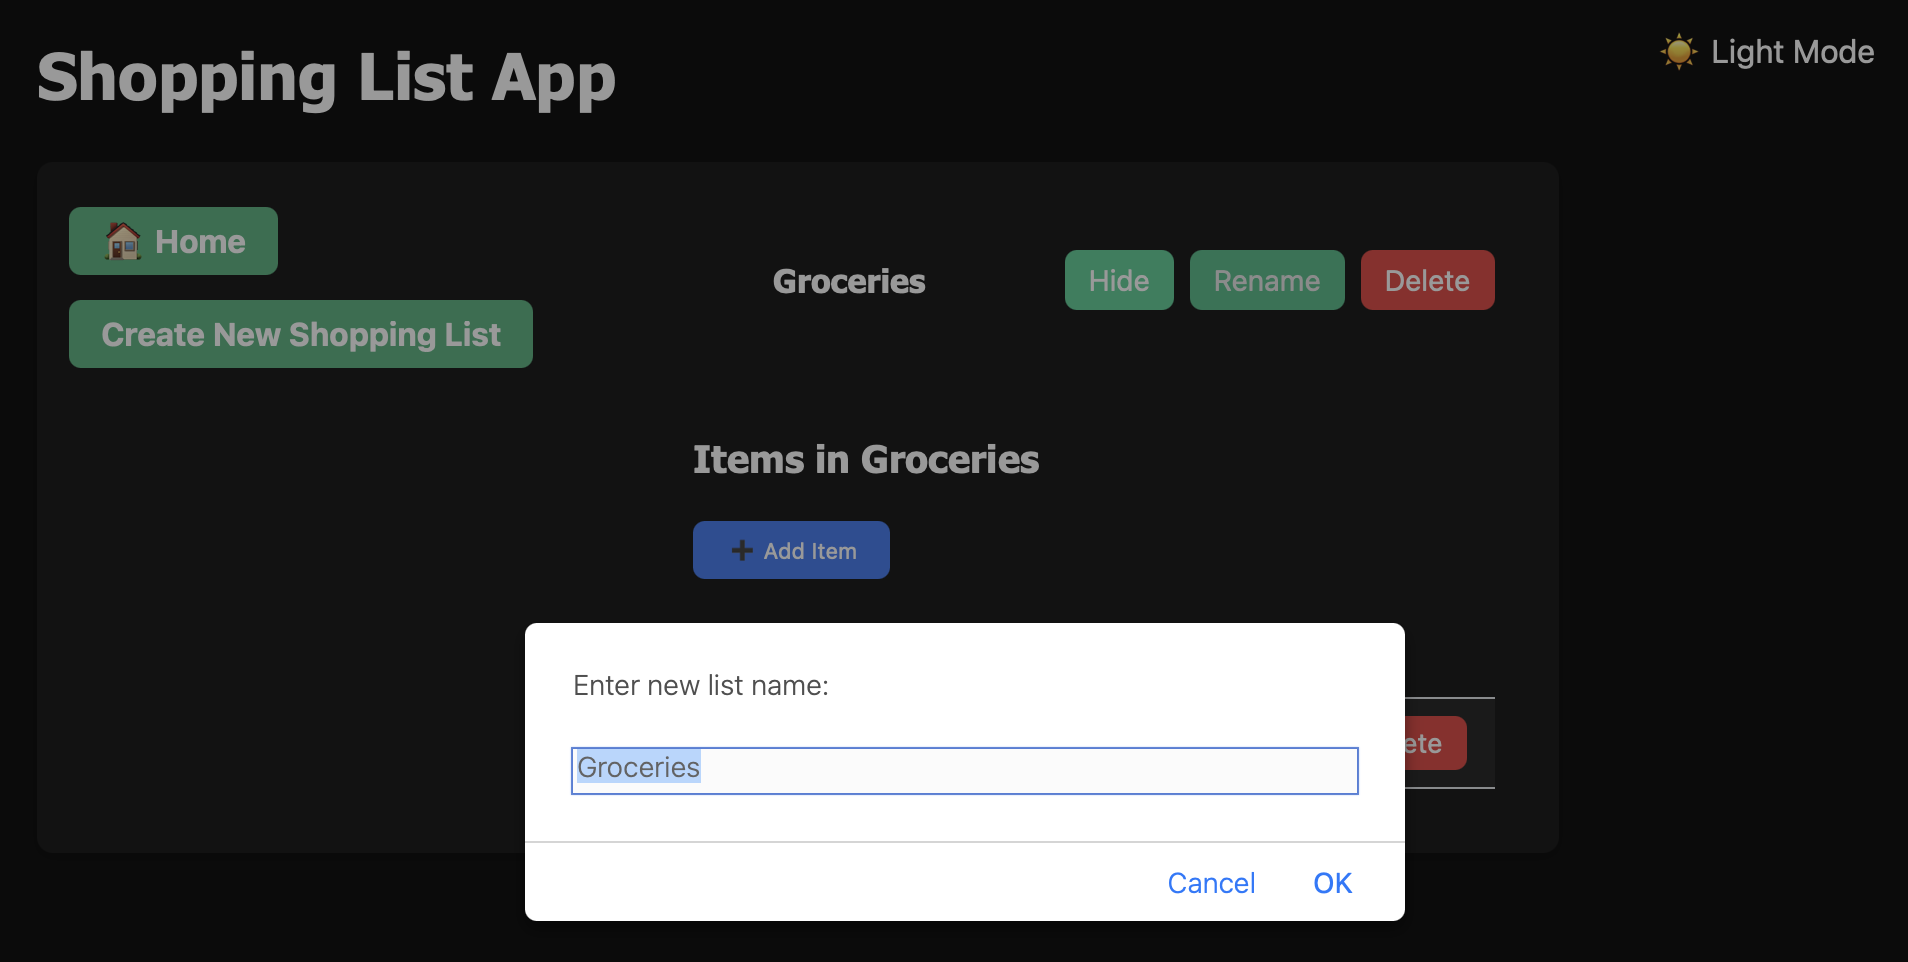 Shopping List App
Light Mode
Home
Create New Shopping List
Groceries
Hide
Rename
Delete
Items in Groceries
Add Item
Enter new list name:
Groceries
ete
Cancel
OK